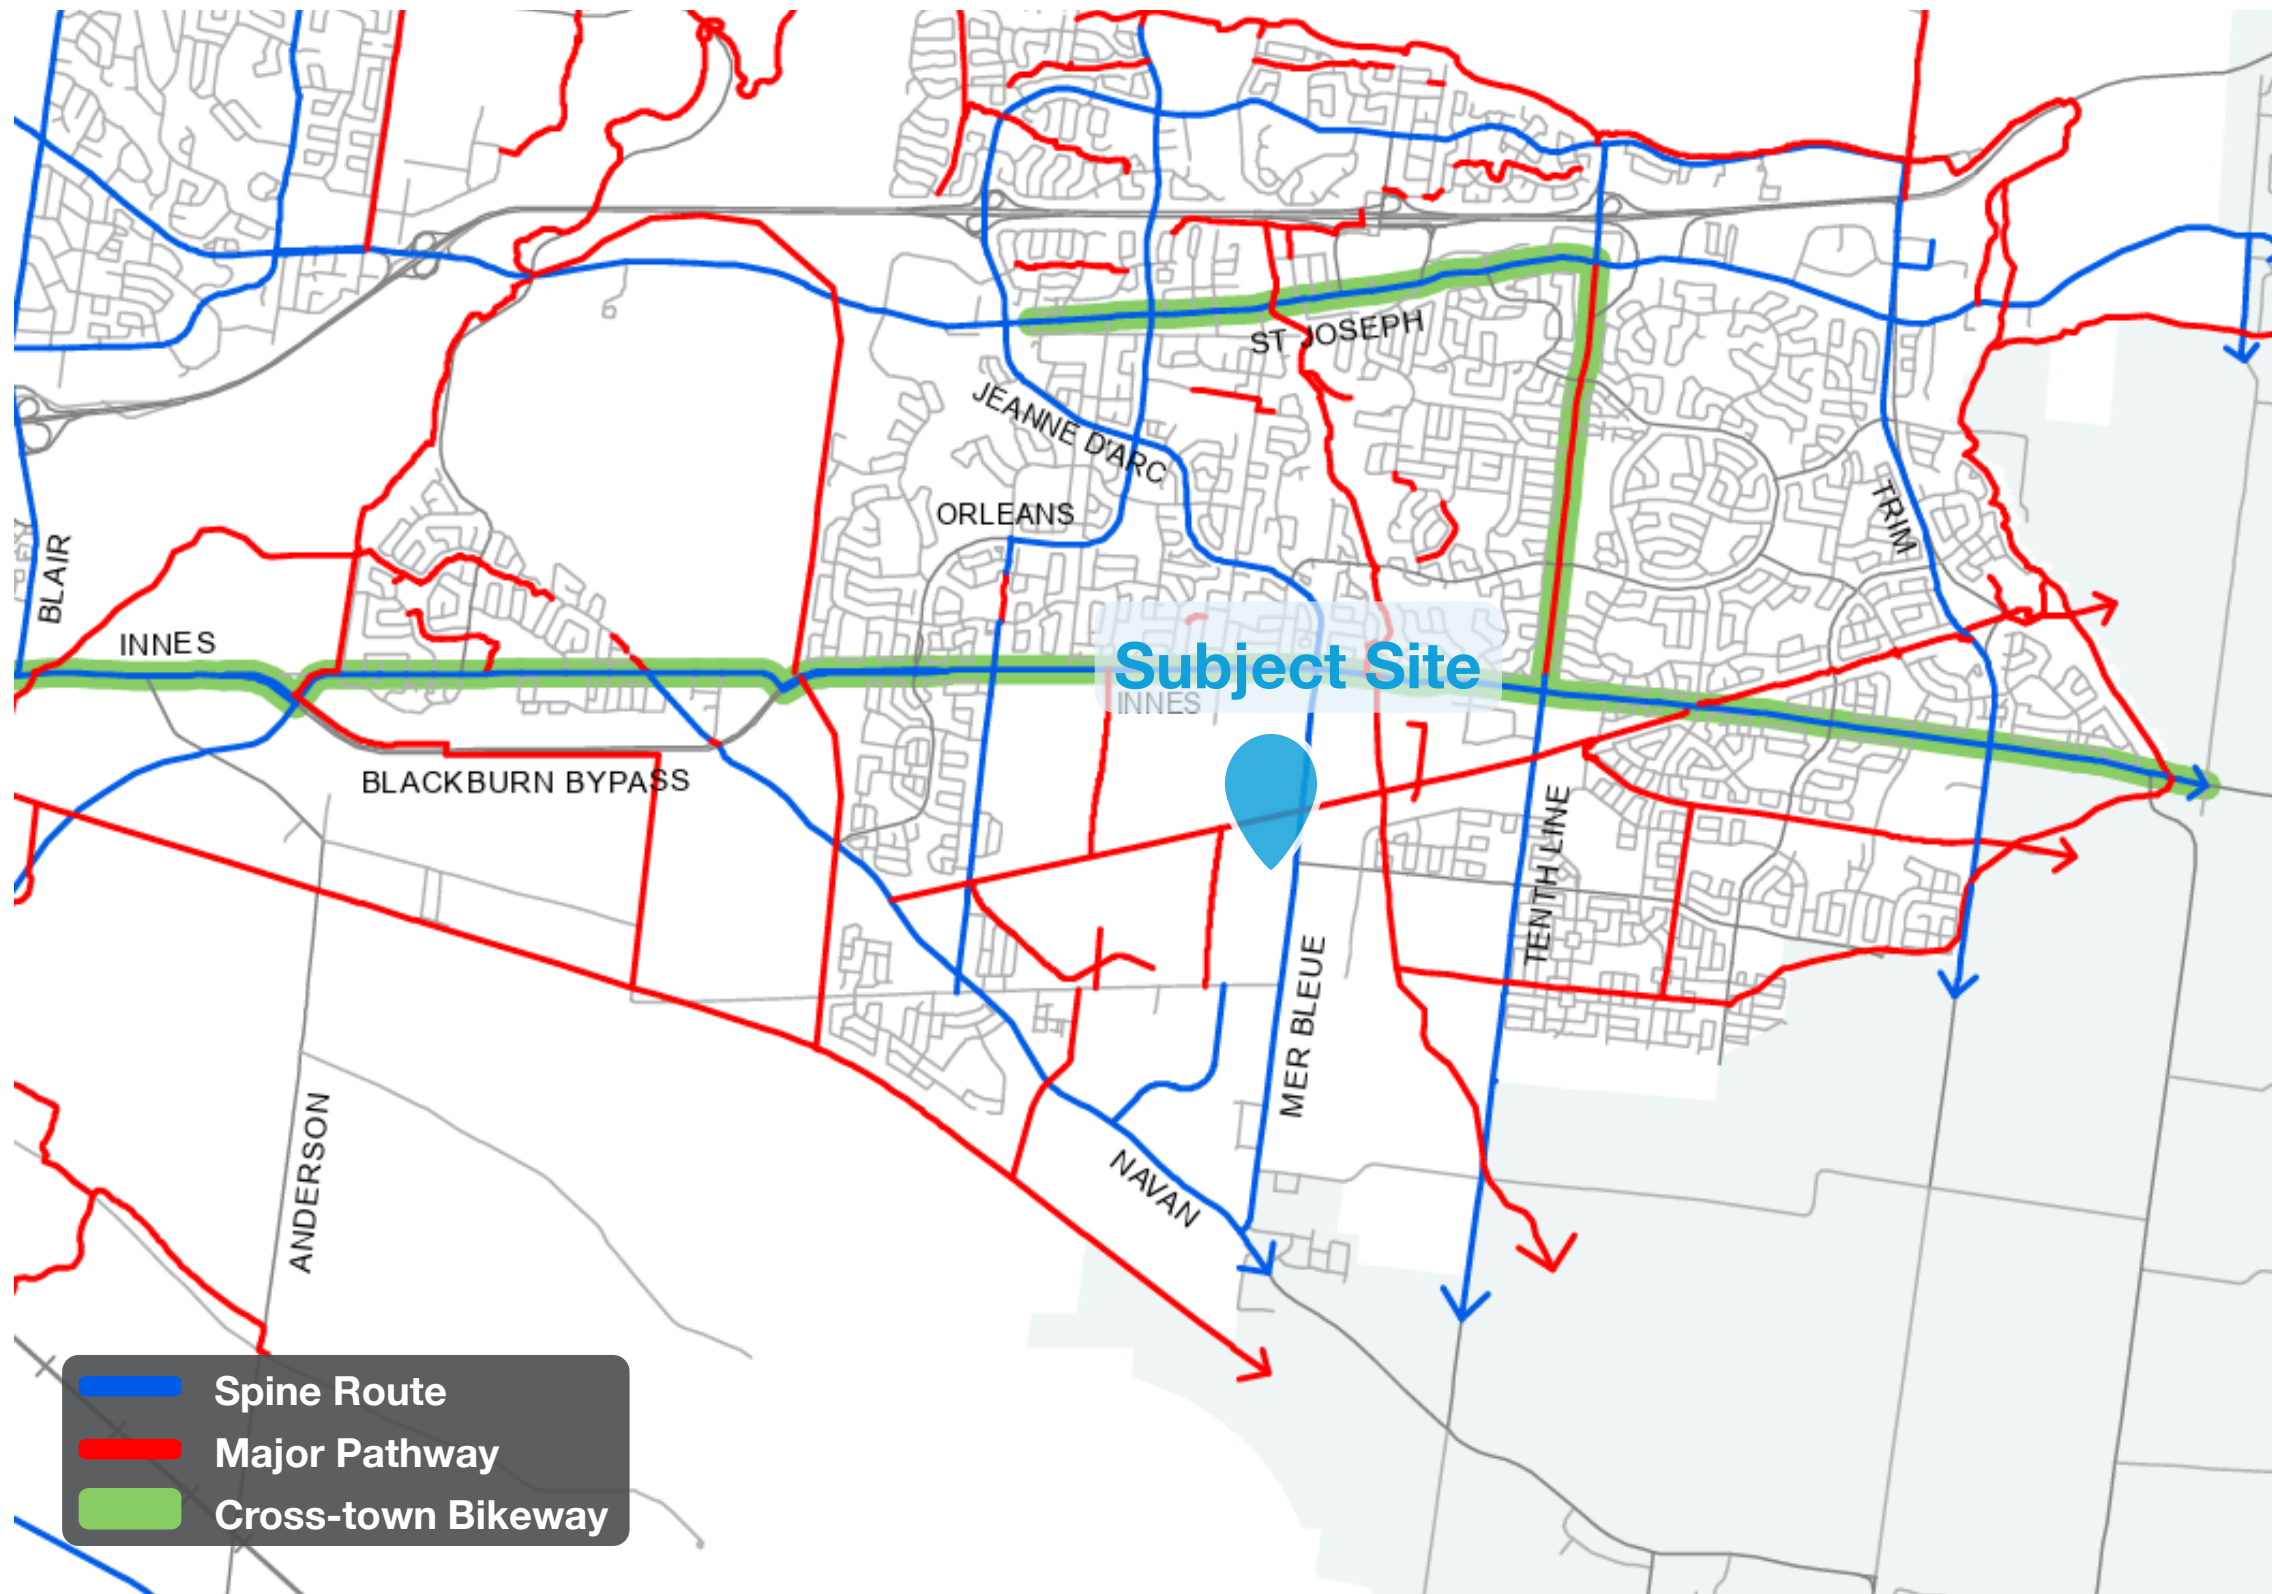 ST JOSEPH
JEANNE D'ARC
ORLEANS
TRIM
BLAIR
INNES
Subject Site
INNES
BLACKBURN BYPASS
TENTH LINE
MER BLEUE
ANDERSON
NAVAN
Spine Route
Major Pathway
Cross-town Bikeway